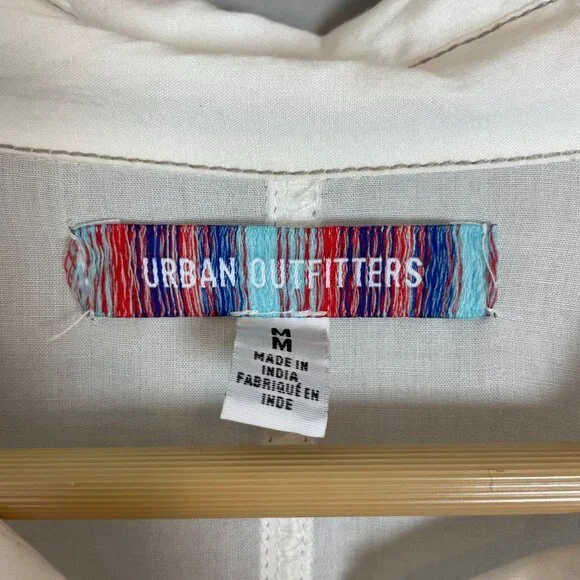 URBAN OUTFITTERS
M
M
MADE IN
INDIA
FABRIQUÉ EN
INDE